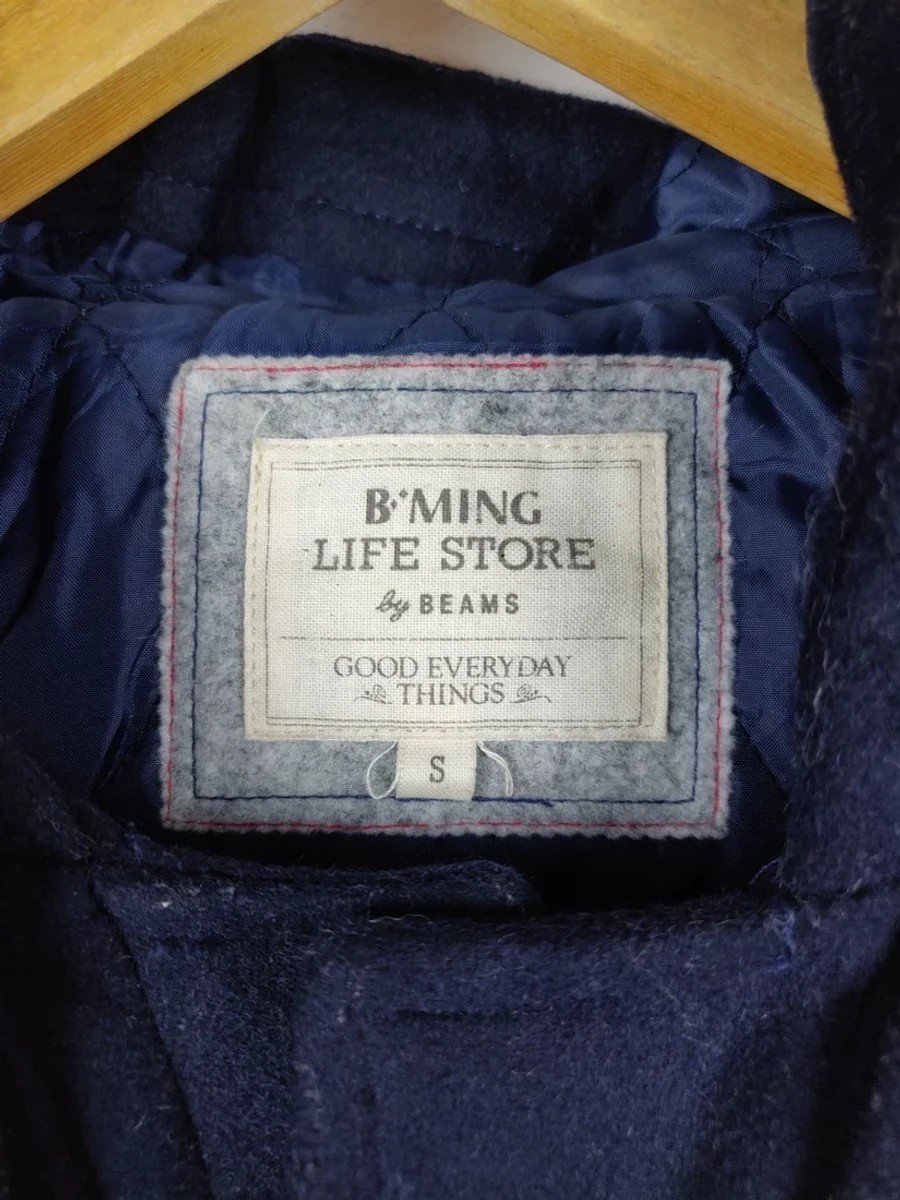 B·MING
LIFE STORE
by BEAMS
GOOD EVERYDAY
THINGS
S